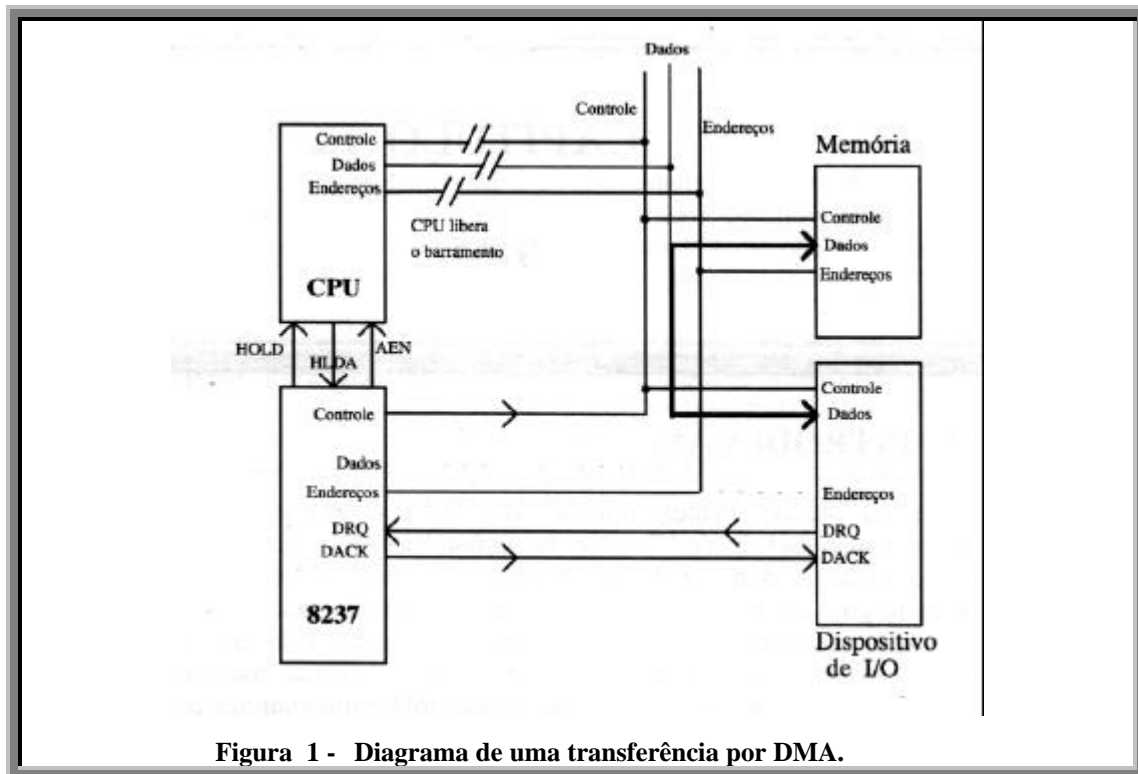 Dados
Controle
Endereços
Controle
Dados
Endereços
CPU libera
o barramento
CPU
Memória
Controle
Dados
Endereços
HOLD
HLDA
AEN
Controle
Dados
Endereços
DRQ
DACK
8237
Controle
Dados
Endereços
DRQ
DACK
Dispositivo
de I/O
Figura 1 - Diagrama de uma transferência por DMA.